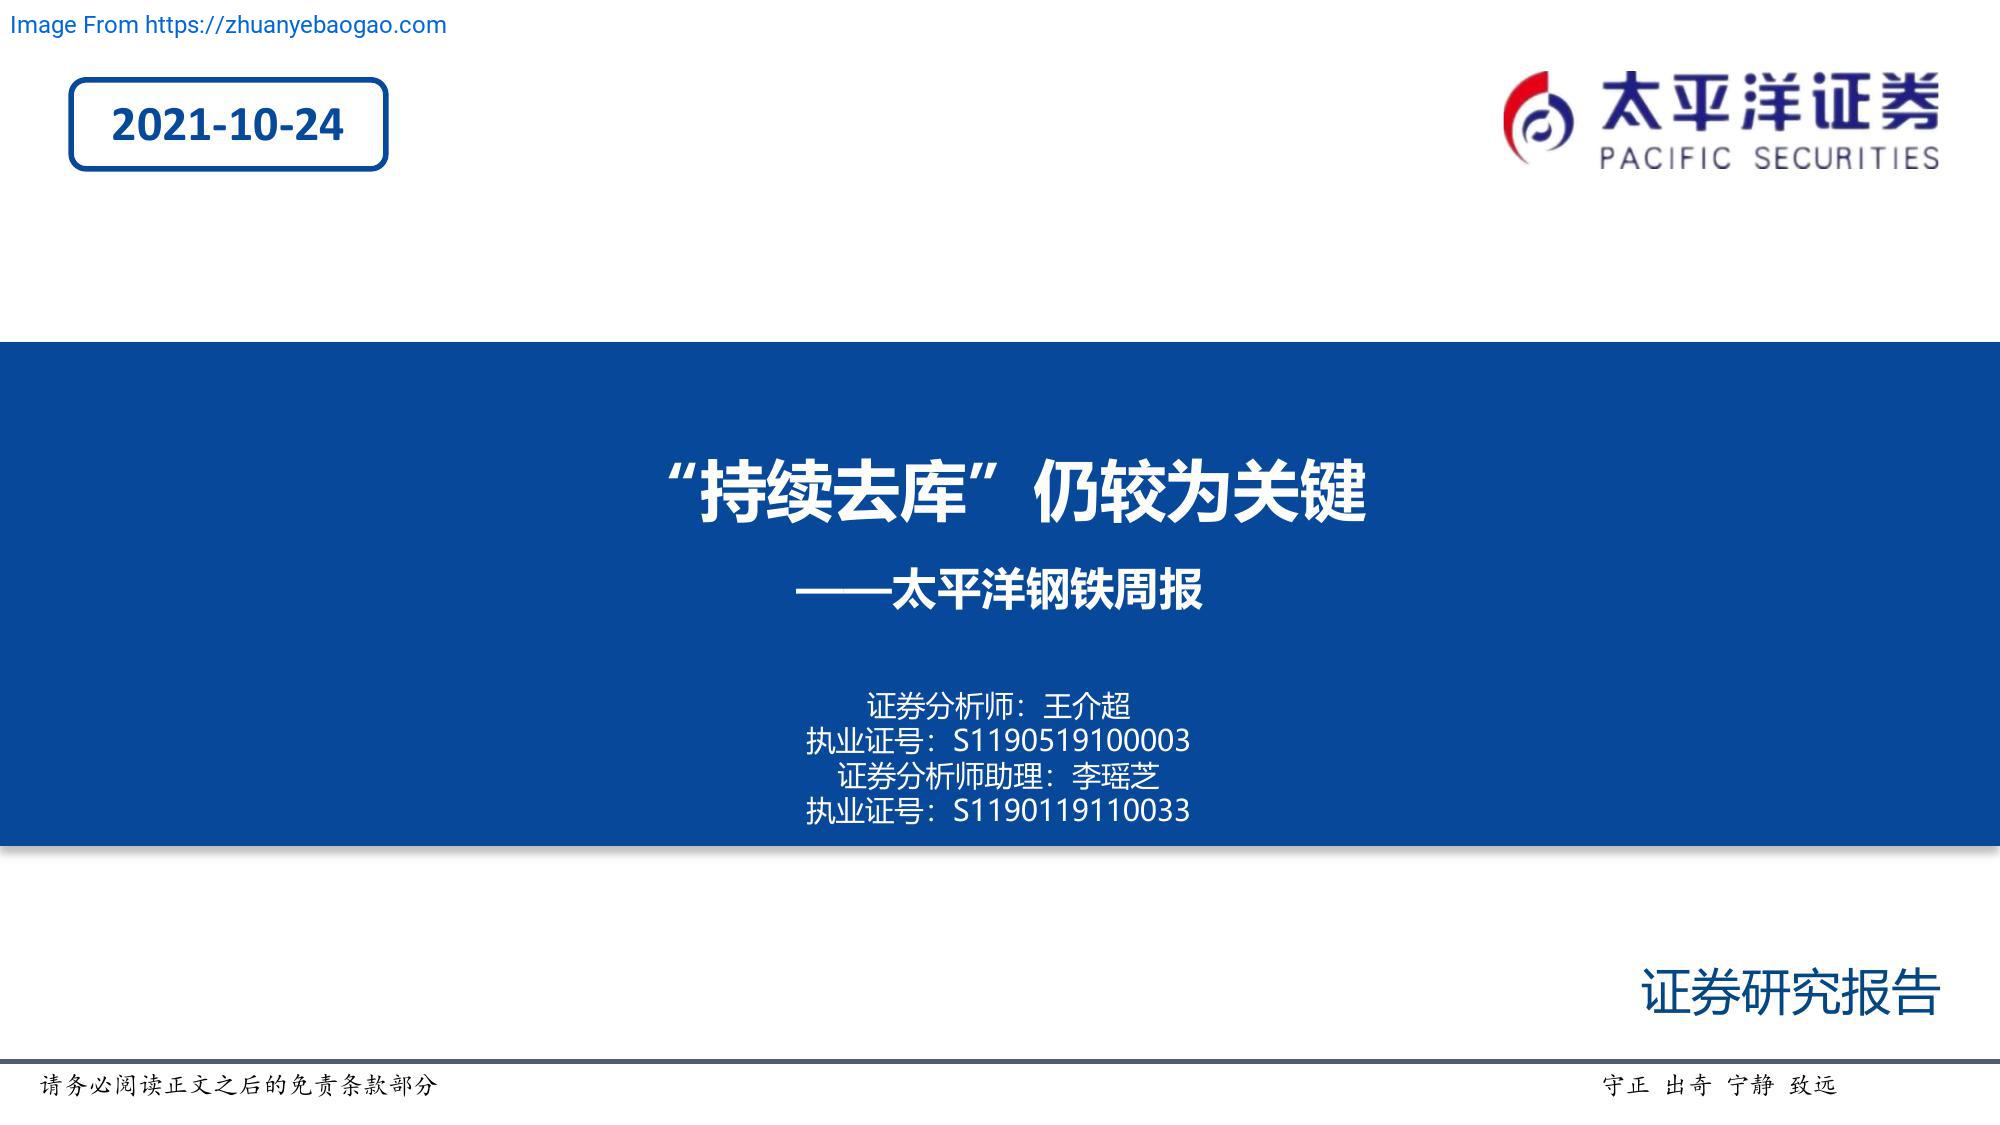 Image From https://zhuanyebaogao.com
2021-10-24
太平洋证券
PACIFIC SECURITIES
“持续去库”仍较为关键
——太平洋钢铁周报
证券分析师：王介超
执业证号：S1190519100003
证券分析师助理：李瑶芝
执业证号：S1190119110033
证券研究报告
请务必阅读正文之后的免责条款部分
守正 出奇 宁静 致远